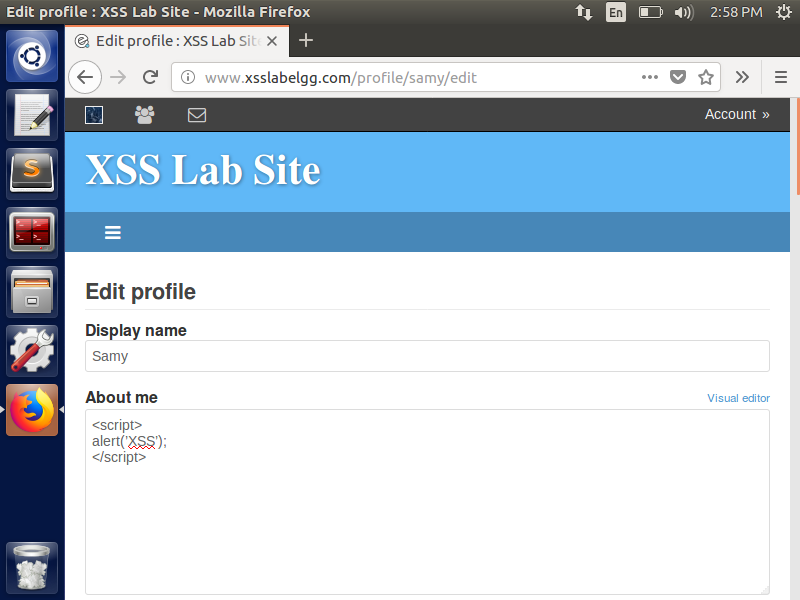 Edit profile : XSS Lab Site - Mozilla Firefox
En
2:58 PM
Edit profile : XSS Lab Site
www.xsslabelgg.com/profile/samy/edit
Account »
XSS Lab Site
Edit profile
Display name
Samy
About me
Visual editor
<script>
alert('XSS');
</script>